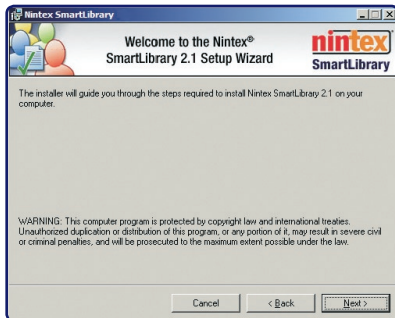 Nintex SmartLibrary
Welcome to the Nintex®
SmartLibrary 2.1 Setup Wizard
nintex
SmartLibrary
The installer will guide you through the steps required to install Nintex SmartLibrary 2.1 on your
computer.
WARNING: This computer program is protected by copyright law and international treaties.
Unauthorized duplication or distribution of this program, or any portion of it, may result in severe civil
or criminal penalties, and will be prosecuted to the maximum extent possible under the law.
Cancel
< Back
Next >